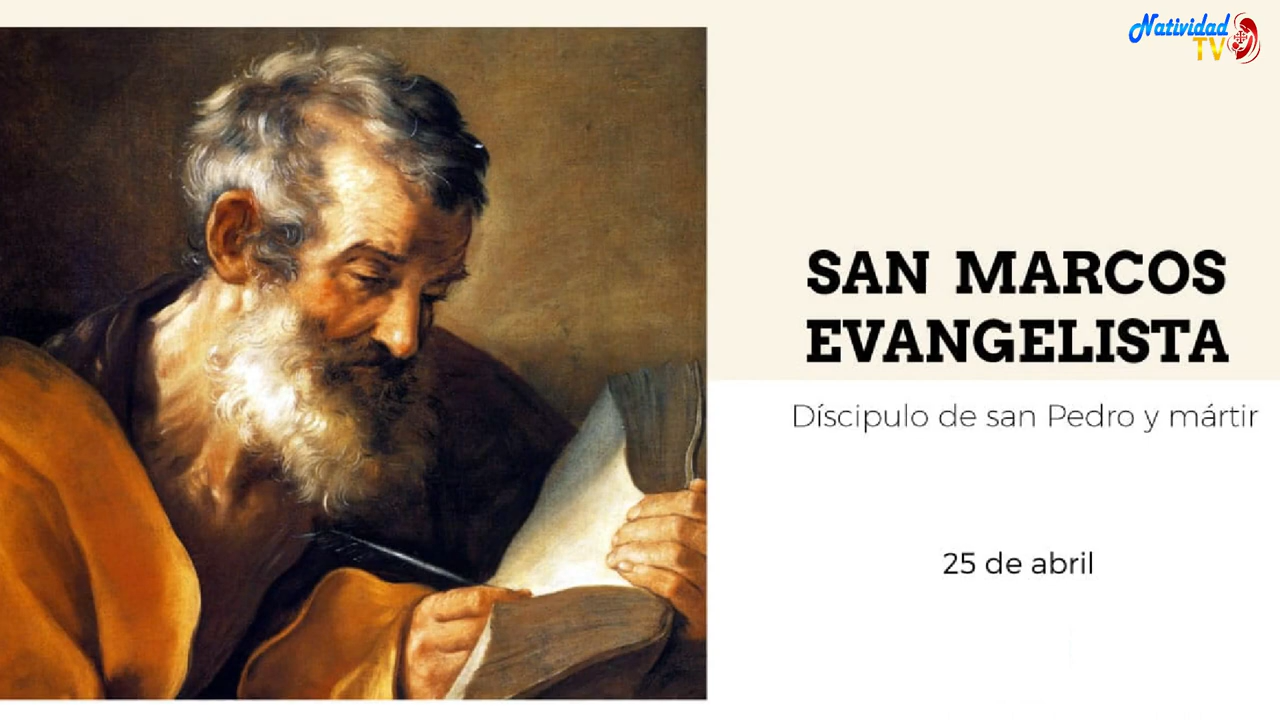 Natividad
TV
SAN MARCOS
EVANGELISTA
Díscipulo de san Pedro y mártir
25 de abril